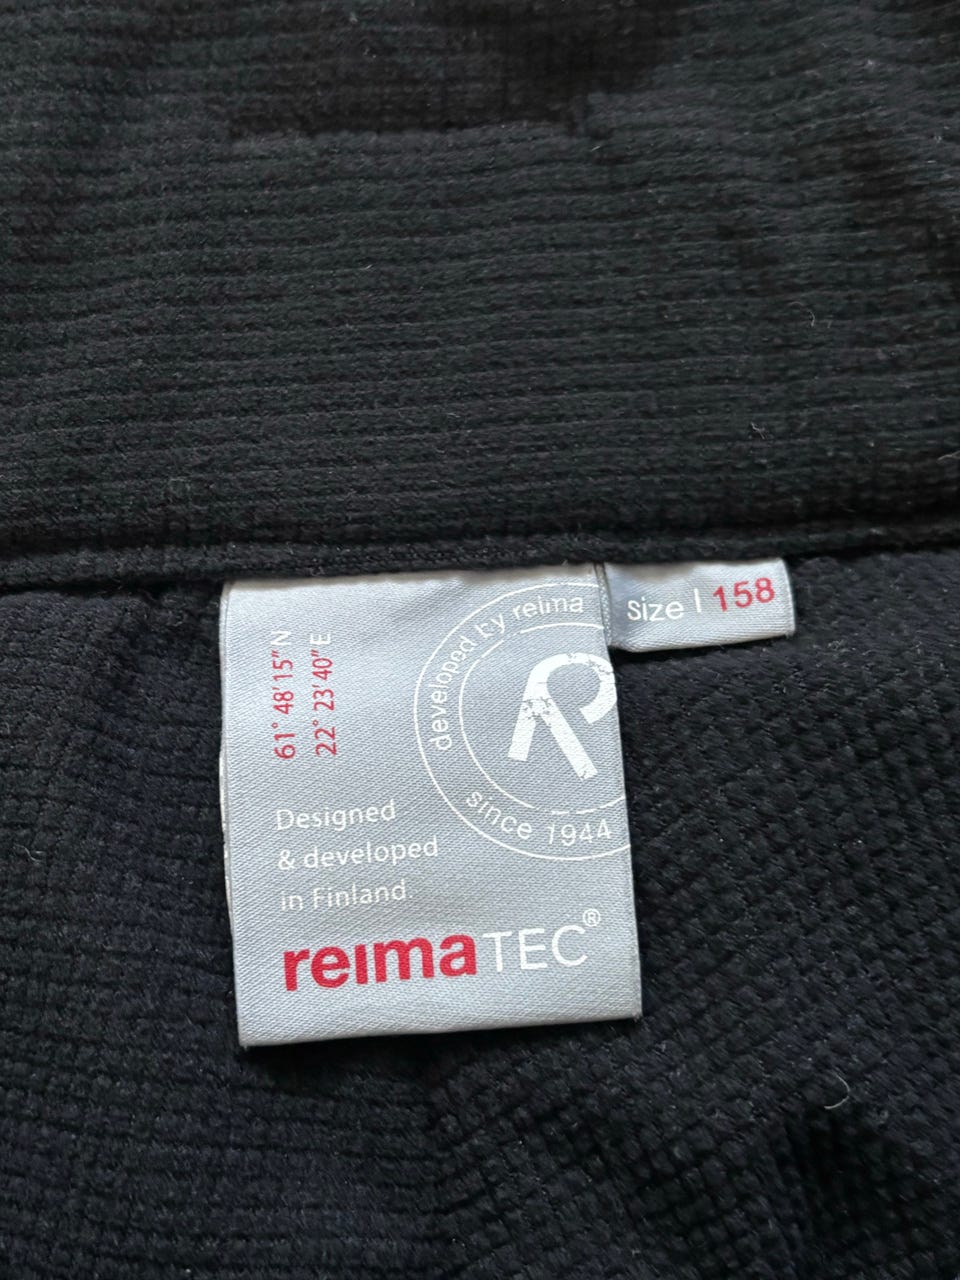 61° 48' 15" N
22° 23' 40" E
developed by reima
R
since 1944
Size | 158
Designed
& developed
in Finland.
reimaTEC®